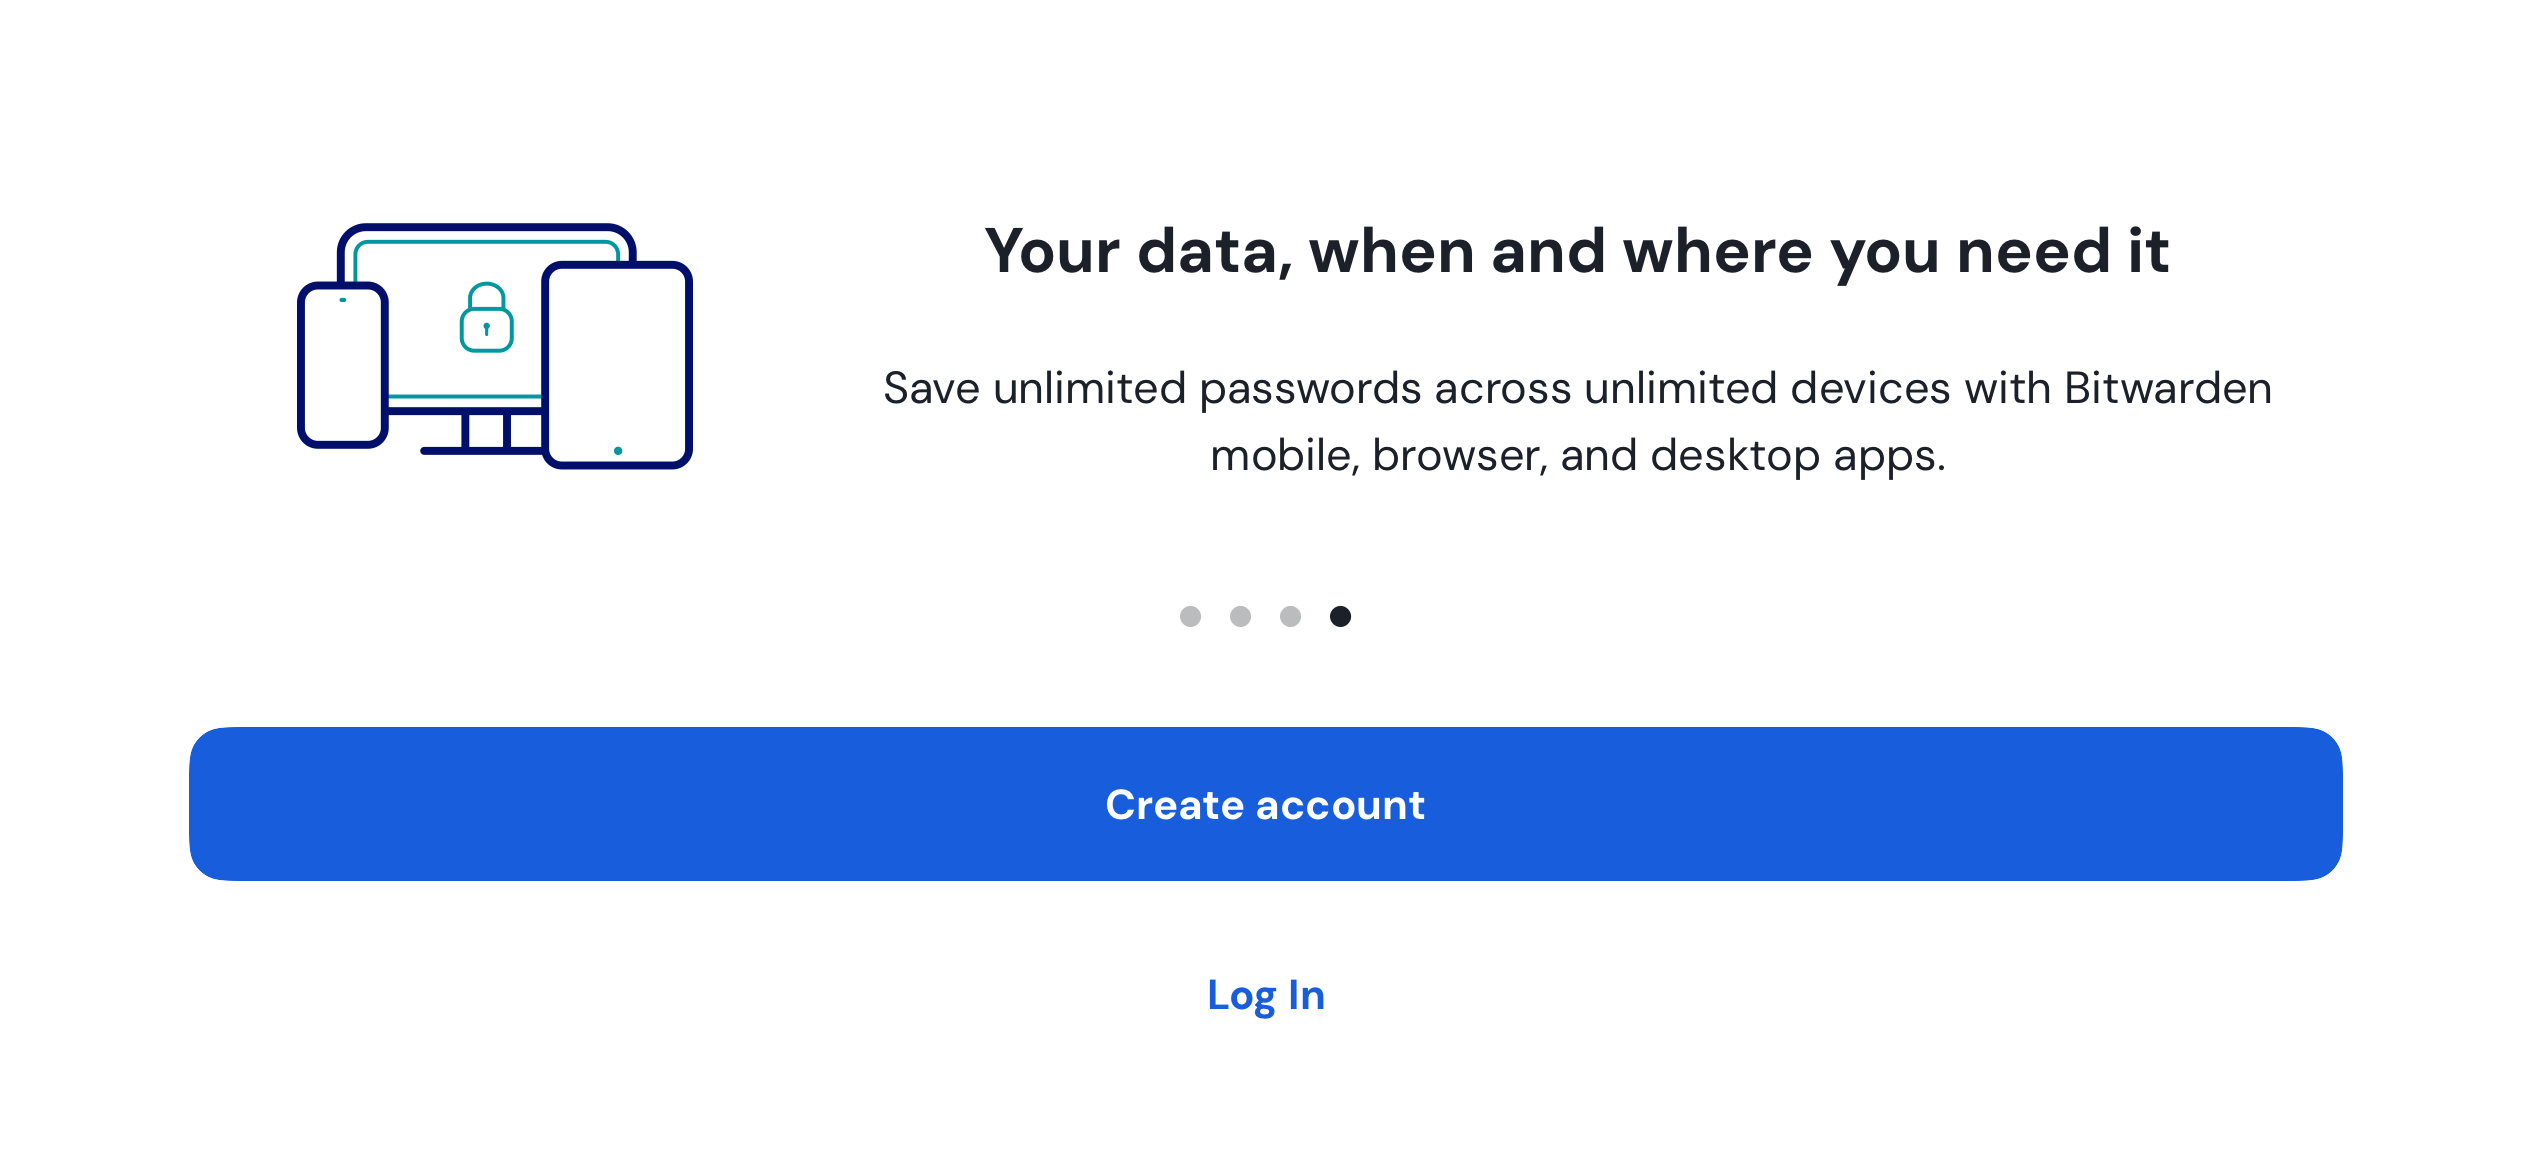 Your data, when and where you need it
Save unlimited passwords across unlimited devices with Bitwarden
mobile, browser, and desktop apps.
Create account
Log In